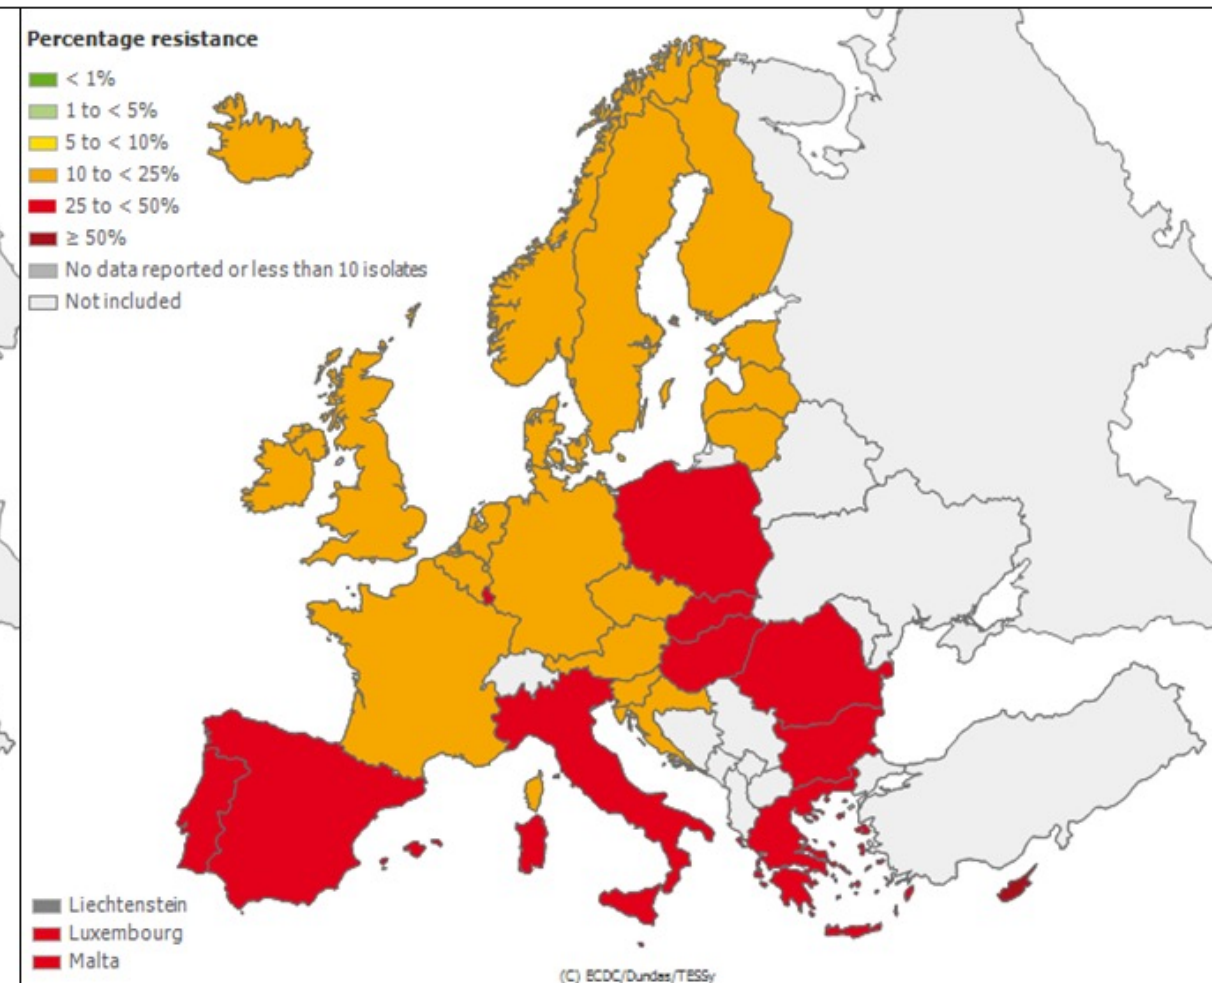 Percentage resistance
< 1%
1 to < 5%
5 to < 10%
10 to < 25%
25 to < 50%
≥ 50%
No data reported or less than 10 isolates
Not included
Liechtenstein
Luxembourg
Malta
(C) ECDC/Dundas/TESSy